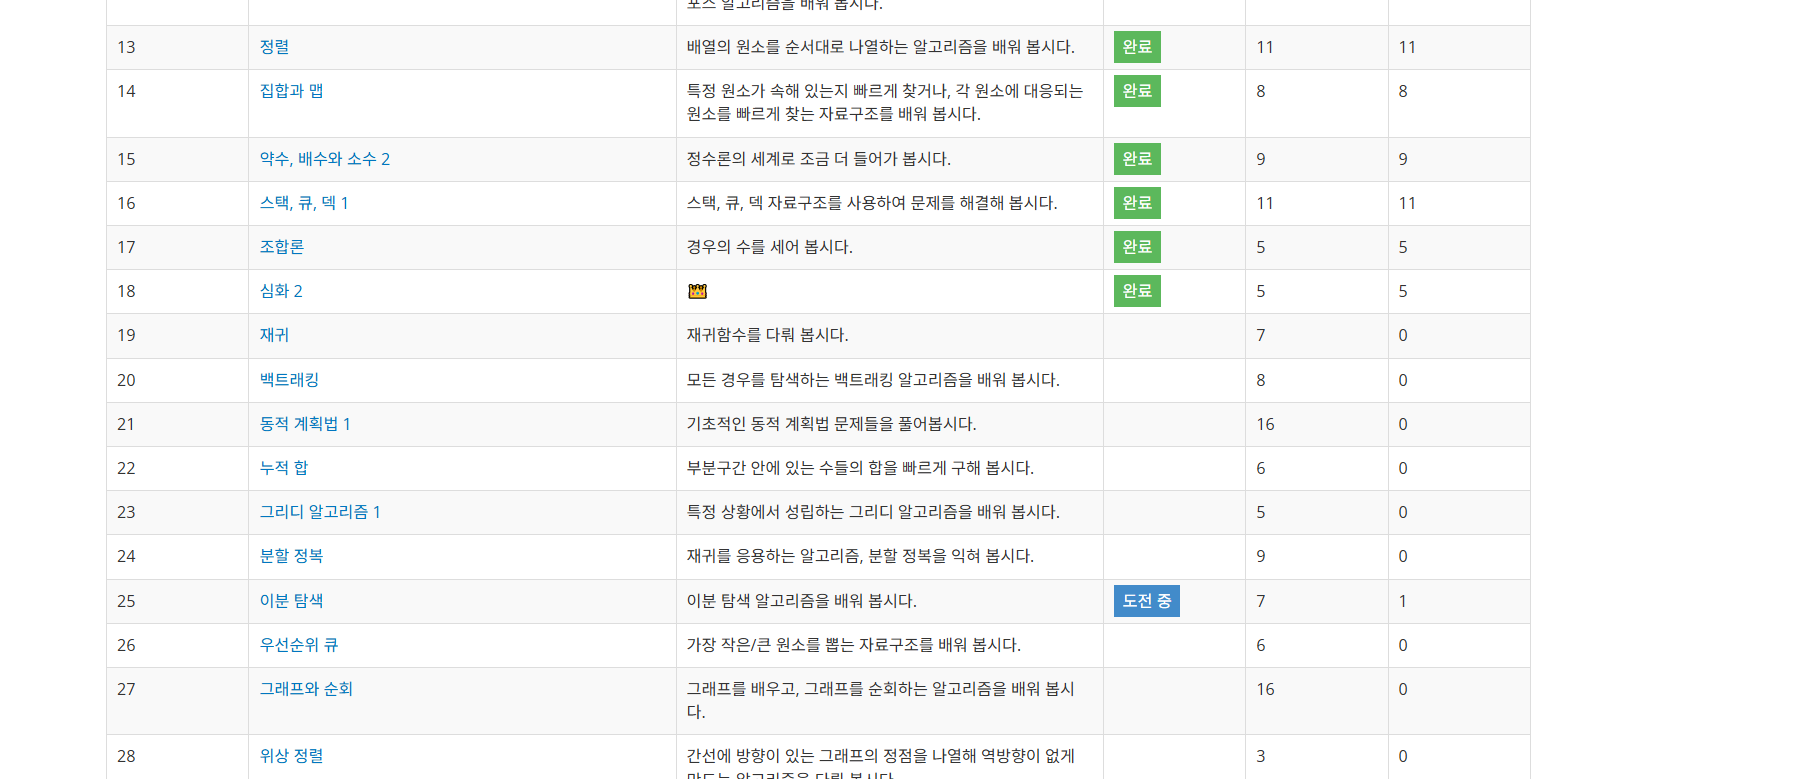 포스 알고리즘을 배워 봅시다.
13 정렬 배열의 원소를 순서대로 나열하는 알고리즘을 배워 봅시다. 완료 11 11
14 집합과 맵 특정 원소가 속해 있는지 빠르게 찾거나, 각 원소에 대응되는 완료 8 8
원소를 빠르게 찾는 자료구조를 배워 봅시다.
15 약수, 배수와 소수 2 정수론의 세계로 조금 더 들어가 봅시다. 완료 9 9
16 스택, 큐, 덱 1 스택, 큐, 덱 자료구조를 사용하여 문제를 해결해 봅시다. 완료 11 11
17 조합론 경우의 수를 세어 봅시다. 완료 5 5
18 심화 2 완료 5 5
19 재귀 재귀함수를 다뤄 봅시다. 7 0
20 백트래킹 모든 경우를 탐색하는 백트래킹 알고리즘을 배워 봅시다. 8 0
21 동적 계획법 1 기초적인 동적 계획법 문제들을 풀어봅시다. 16 0
22 누적 합 부분구간 안에 있는 수들의 합을 빠르게 구해 봅시다. 6 0
23 그리디 알고리즘 1 특정 상황에서 성립하는 그리디 알고리즘을 배워 봅시다. 5 0
24 분할 정복 재귀를 응용하는 알고리즘, 분할 정복을 익혀 봅시다. 9 0
25 이분 탐색 이분 탐색 알고리즘을 배워 봅시다. 도전 중 7 1
26 우선순위 큐 가장 작은/큰 원소를 뽑는 자료구조를 배워 봅시다. 6 0
27 그래프와 순회 그래프를 배우고, 그래프를 순회하는 알고리즘을 배워 봅시 16 0
다.
28 위상 정렬 간선에 방향이 있는 그래프의 정점을 나열해 역방향이 없게 3 0
만드는 알고리즘을 다뤄 봅시다.